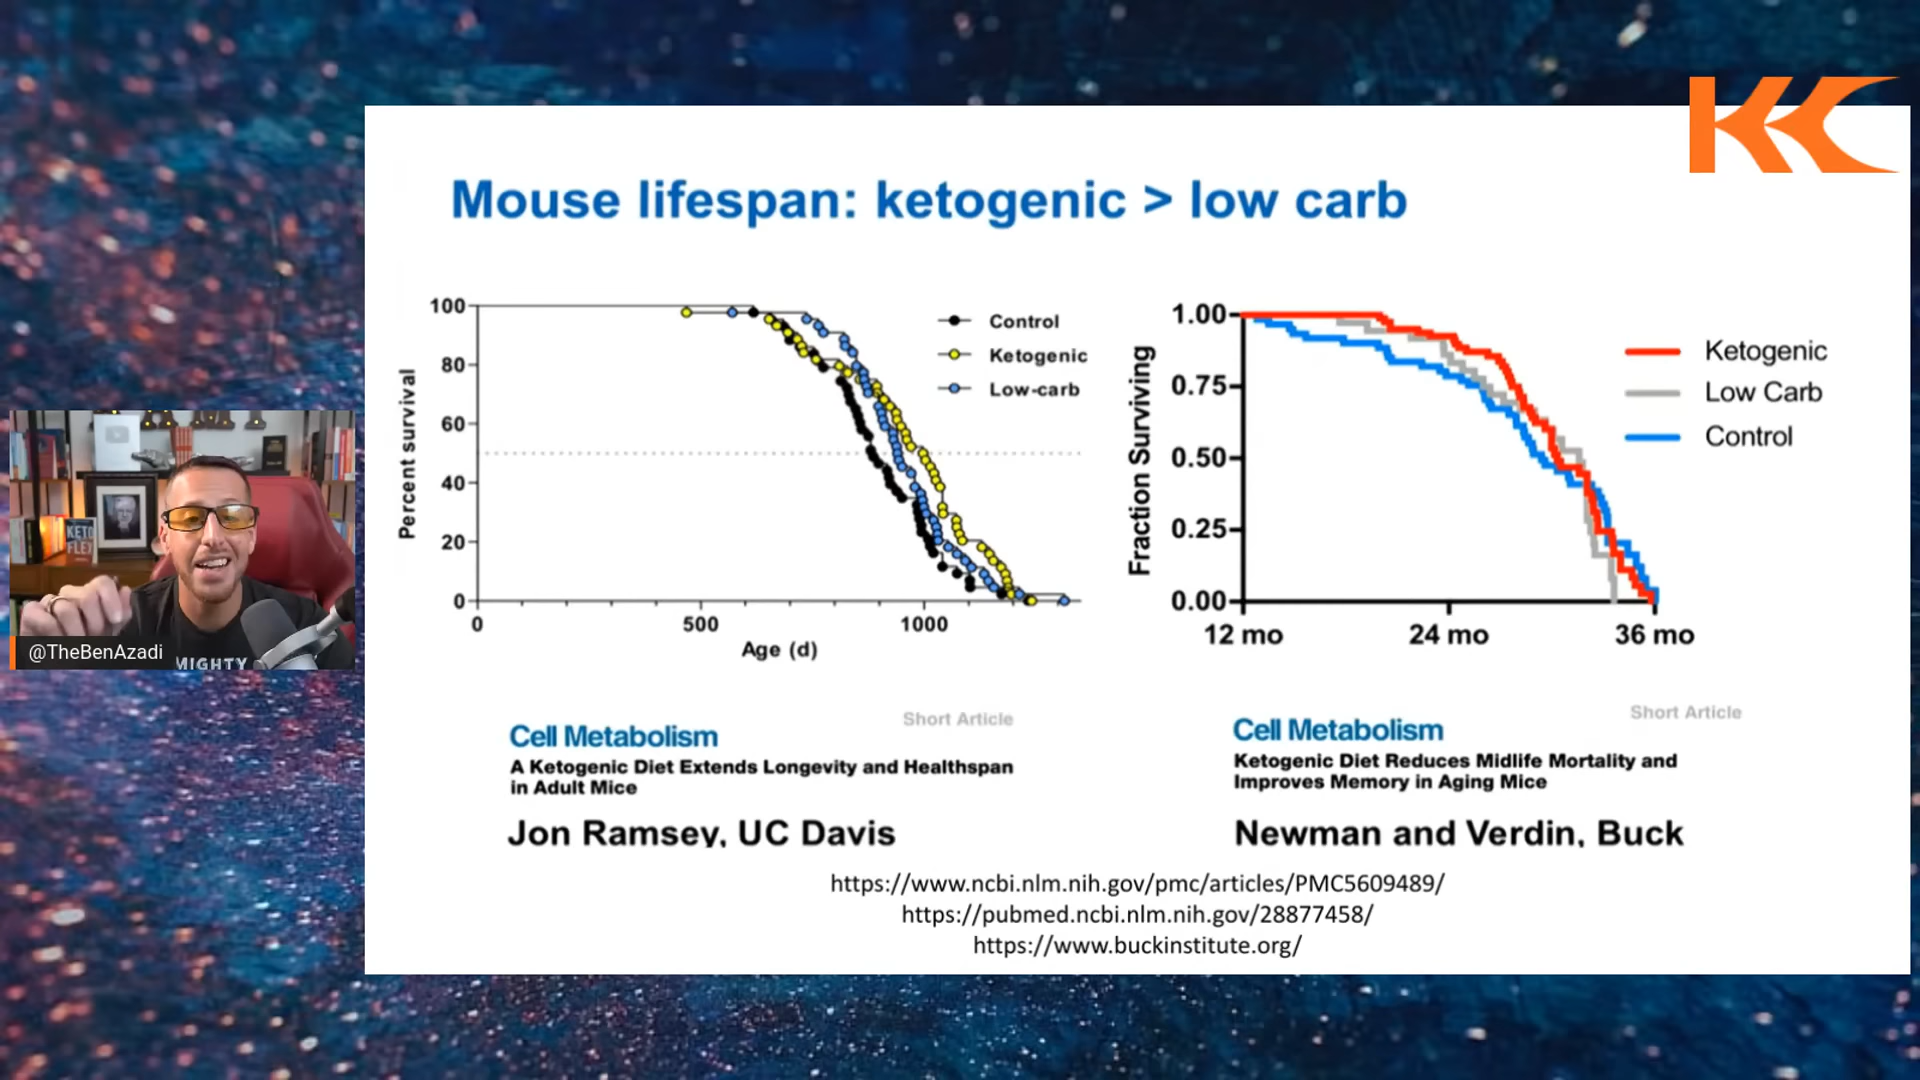 KC
Mouse lifespan: ketogenic > low carb
100
80
60
40
20
0
Percent survival
0 500 1000
Age (d)
Control
Ketogenic
Low-carb
1.00
0.75
0.50
0.25
0.00
Fraction Surviving
12 mo 24 mo 36 mo
Ketogenic
Low Carb
Control
KETO
FLEX
@TheBenAzadi
MIGHTY
Short Article
Cell Metabolism
A Ketogenic Diet Extends Longevity and Healthspan
in Adult Mice
Jon Ramsey, UC Davis
Short Article
Cell Metabolism
Ketogenic Diet Reduces Midlife Mortality and
Improves Memory in Aging Mice
Newman and Verdin, Buck
https://www.ncbi.nlm.nih.gov/pmc/articles/PMC5609489/
https://pubmed.ncbi.nlm.nih.gov/28877458/
https://www.buckinstitute.org/